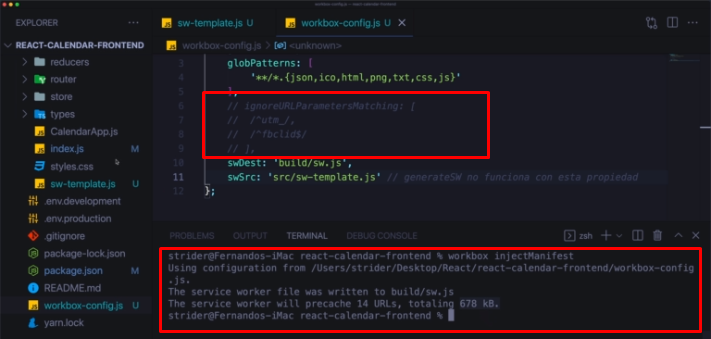 workbox-config.js — react-calendar-frontend
EXPLORER
REACT-CALENDAR-FRONTEND
reducers
router
store
types
CalendarApp.js
index.js U
styles.css
sw-template.js U
.env.development
.env.production
.gitignore
package-lock.json
package.json M
README.md
workbox-config.js U
yarn.lock
sw-template.js U
workbox-config.js U
workbox-config.js > <unknown>
3 globPatterns: [
4 '**/*.{json,ico,html,png,txt,css,js}'
5 ],
6 // ignoreURLParametersMatching: [
7 // /^utm_/,
8 // /^fbclid$/
9 // ],
10 swDest: 'build/sw.js',
11 swSrc: 'src/sw-template.js' // generateSW no funciona con esta propiedad
12 };
PROBLEMS OUTPUT TERMINAL DEBUG CONSOLE zsh
strider@Fernandos-iMac react-calendar-frontend % workbox injectManifest
Using configuration from /Users/strider/Desktop/React/react-calendar-frontend/workbox-config
.js.
The service worker file was written to build/sw.js
The service worker will precache 14 URLs, totaling 678 kB.
strider@Fernandos-iMac react-calendar-frontend %